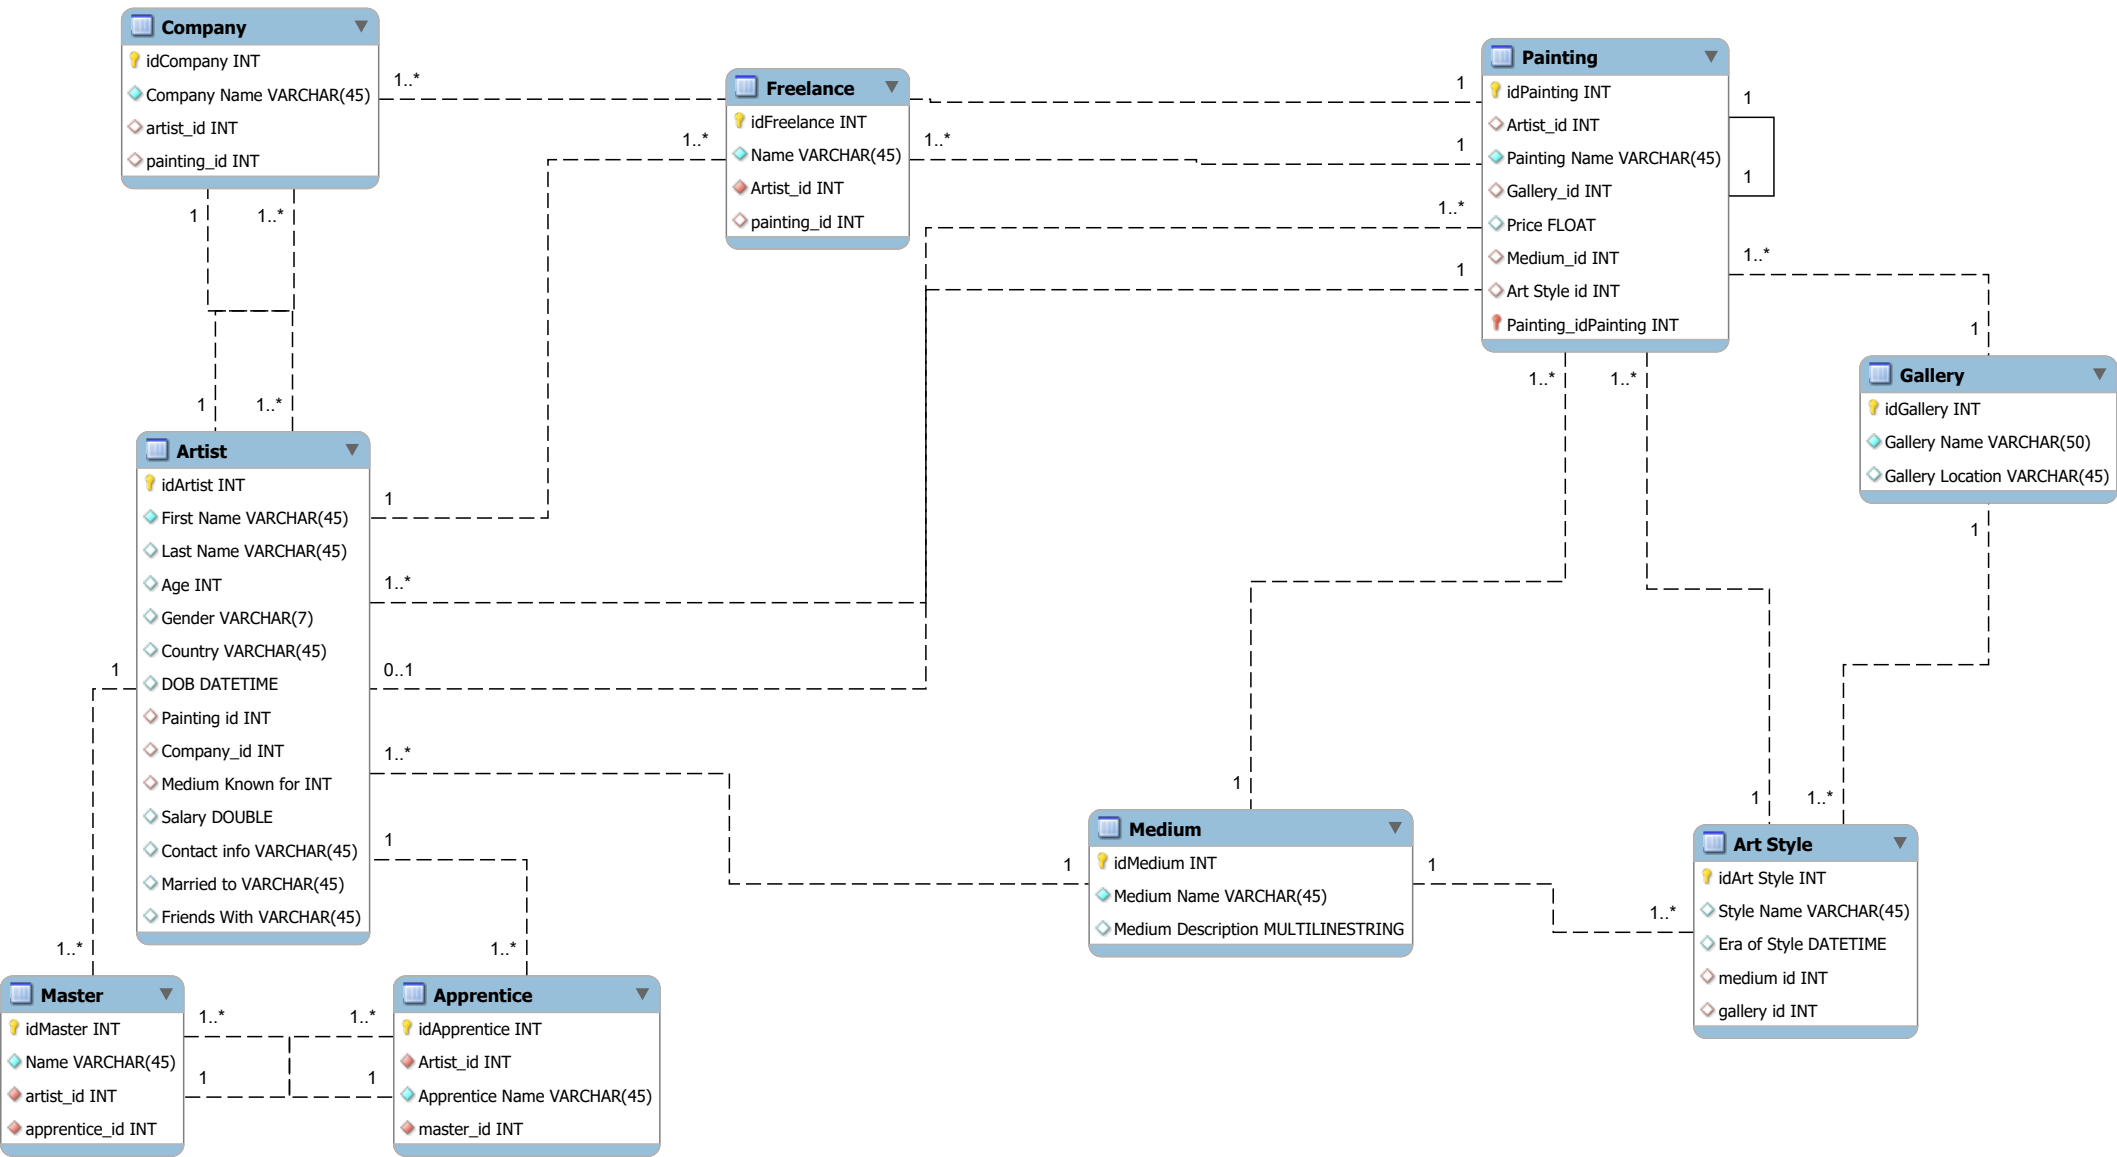 Company
idCompany INT
Company Name VARCHAR(45)
artist_id INT
painting_id INT
1..*
1
1..*
1
1..*
Freelance
idFreelance INT
Name VARCHAR(45)
Artist_id INT
painting_id INT
1..*
1..*
1
1
1..*
1
Painting
idPainting INT
Artist_id INT
Painting Name VARCHAR(45)
Gallery_id INT
Price FLOAT
Medium_id INT
Art Style id INT
Painting_idPainting INT
1
1
1..*
1
1..*
1..*
Gallery
idGallery INT
Gallery Name VARCHAR(50)
Gallery Location VARCHAR(45)
1
Artist
idArtist INT
First Name VARCHAR(45)
Last Name VARCHAR(45)
Age INT
Gender VARCHAR(7)
Country VARCHAR(45)
DOB DATETIME
Painting id INT
Company_id INT
Medium Known for INT
Salary DOUBLE
Contact info VARCHAR(45)
Married to VARCHAR(45)
Friends With VARCHAR(45)
1
1..*
0..1
1..*
1
1
1..*
1..*
Master
idMaster INT
Name VARCHAR(45)
artist_id INT
apprentice_id INT
1..*
1..*
1
1
Apprentice
idApprentice INT
Artist_id INT
Apprentice Name VARCHAR(45)
master_id INT
1
1
Medium
idMedium INT
Medium Name VARCHAR(45)
Medium Description MULTILINESTRING
1
1..*
1
1..*
Art Style
idArt Style INT
Style Name VARCHAR(45)
Era of Style DATETIME
medium id INT
gallery id INT